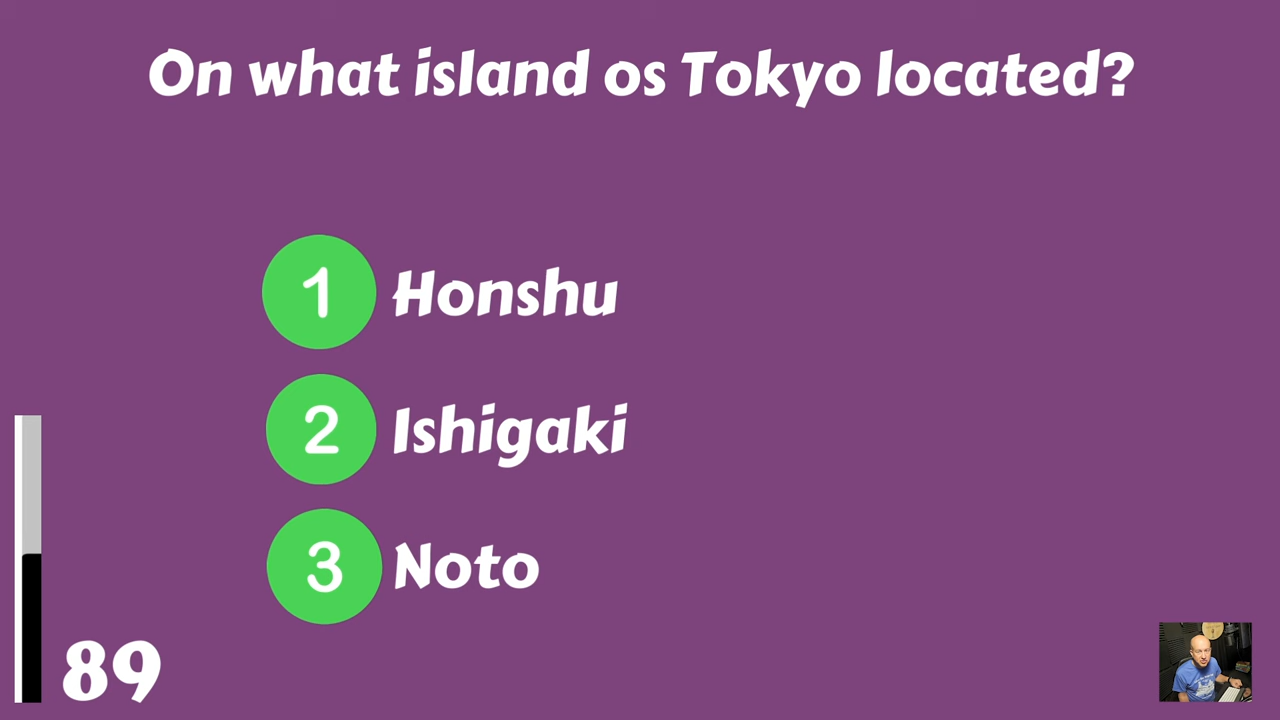 On what island os Tokyo located?
1 Honshu
2 Ishigaki
3 Noto
89